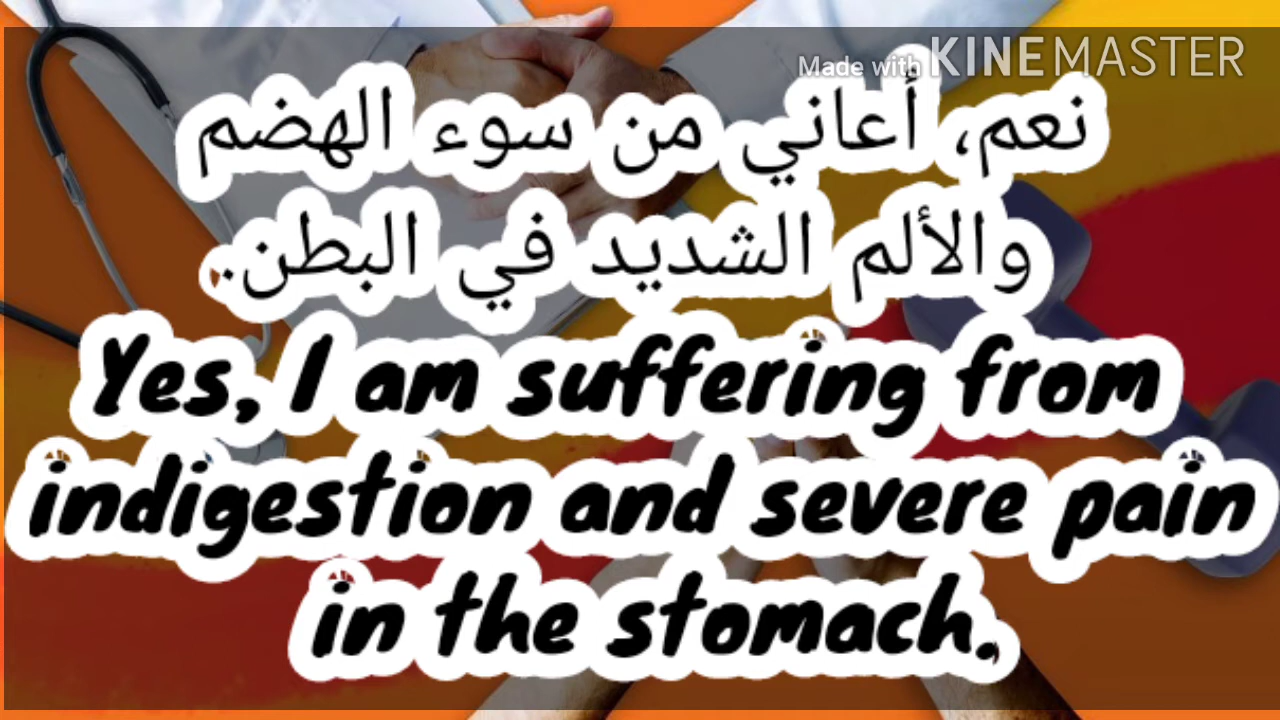 Made with KINEMASTER
نعم، أعاني من سوء الهضم
والألم الشديد في البطن.
Yes, I am suffering from
indigestion and severe pain
in the stomach.